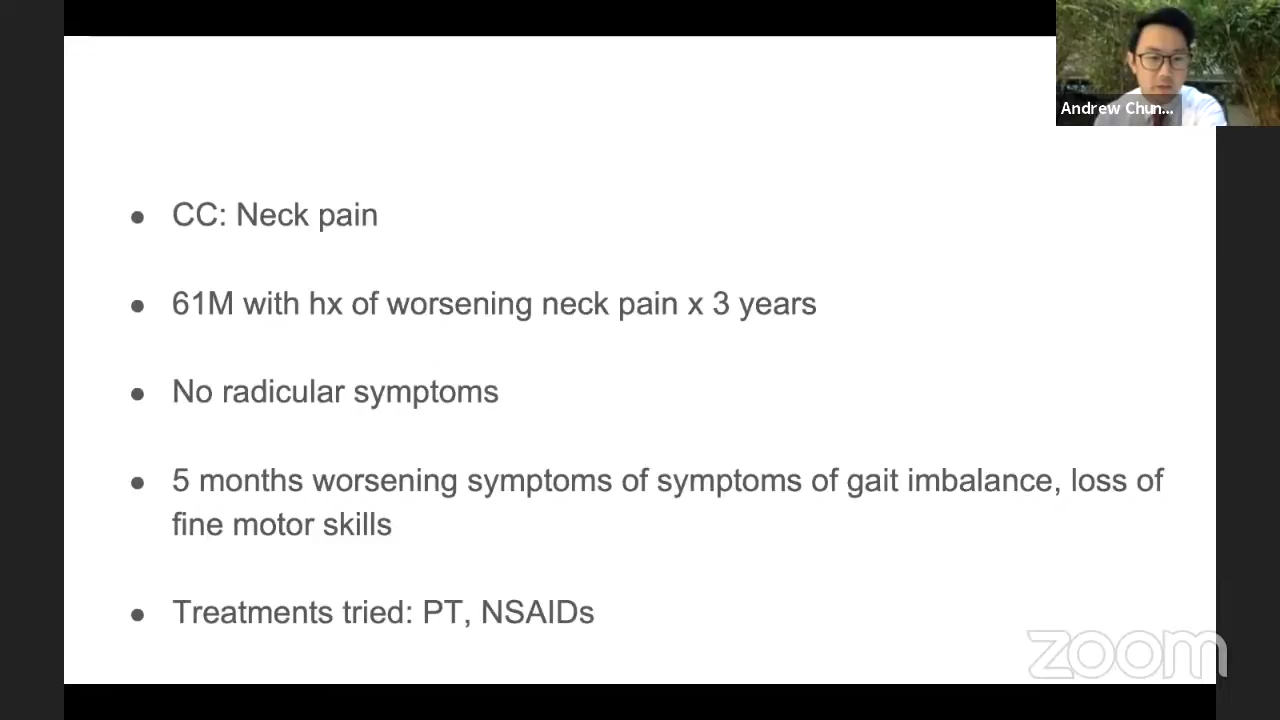 Andrew Chun...
● CC: Neck pain
● 61M with hx of worsening neck pain x 3 years
● No radicular symptoms
● 5 months worsening symptoms of symptoms of gait imbalance, loss of
fine motor skills
● Treatments tried: PT, NSAIDs
zoom